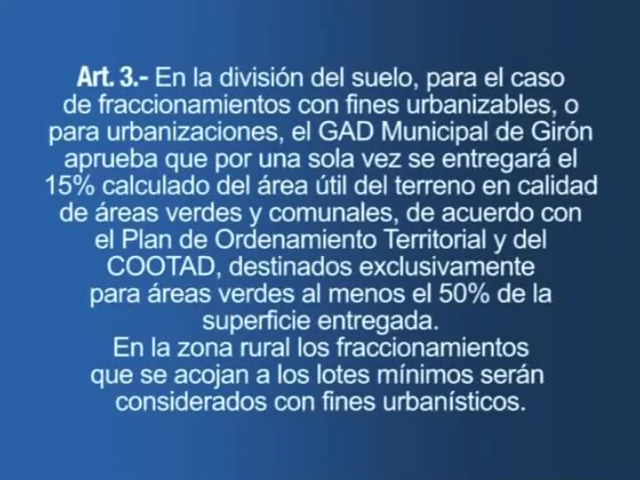 Art. 3.- En la división del suelo, para el caso
de fraccionamientos con fines urbanizables, o
para urbanizaciones, el GAD Municipal de Girón
aprueba que por una sola vez se entregará el
15% calculado del área útil del terreno en calidad
de áreas verdes y comunales, de acuerdo con
el Plan de Ordenamiento Territorial y del
COOTAD, destinados exclusivamente
para áreas verdes al menos el 50% de la
superficie entregada.
En la zona rural los fraccionamientos
que se acojan a los lotes mínimos serán
considerados con fines urbanísticos.